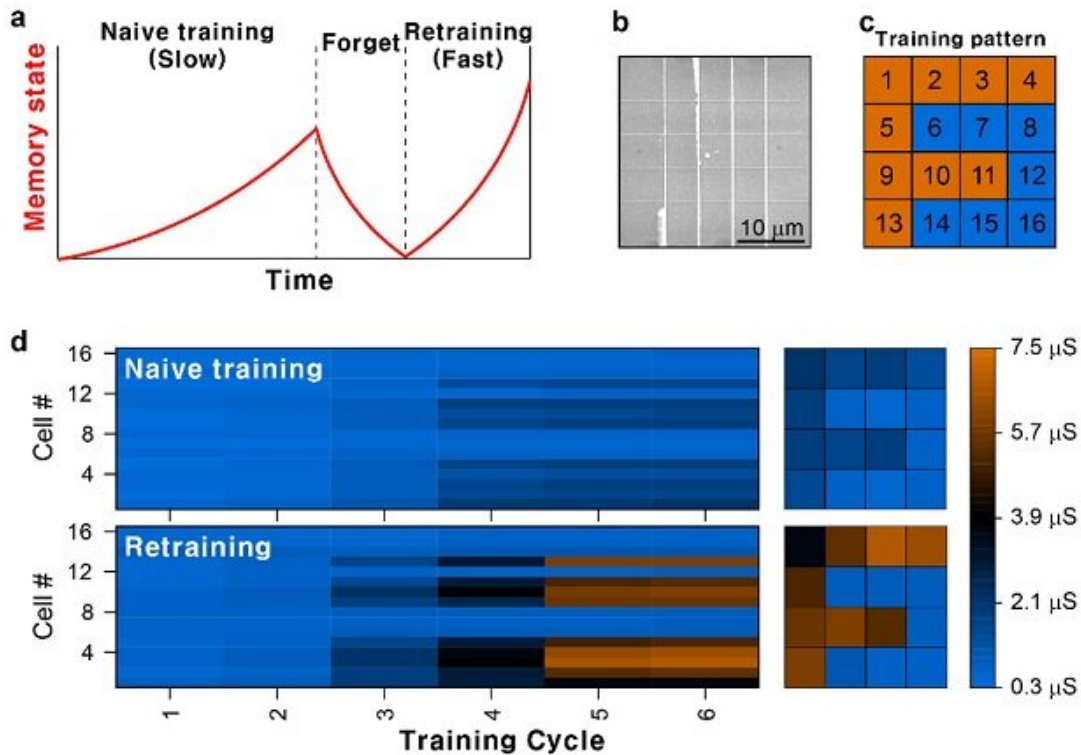 a
Naive training
(Slow)
Forget
Retraining
(Fast)
Memory state
Time
b
10 μm
c
Training pattern
1 2 3 4
5 6 7 8
9 10 11 12
13 14 15 16
d
Naive training
Cell #
16
12
8
4
Retraining
Cell #
16
12
8
4
1 2 3 4 5 6
Training Cycle
7.5 μS
5.7 μS
3.9 μS
2.1 μS
0.3 μS